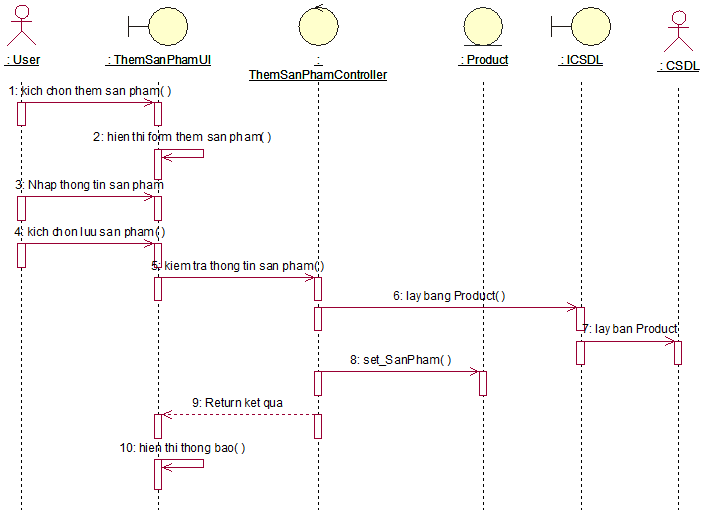 : User
: ThemSanPhamUI
:
ThemSanPhamController
: Product
: ICSDL
: CSDL
1: kich chon them san pham( )
2: hien thi form them san pham( )
3: Nhap thong tin san pham
4: kich chon luu san pham( )
5: kiem tra thong tin san pham( )
6: lay bang Product( )
7: lay ban Product
8: set_SanPham( )
9: Return ket qua
10: hien thi thong bao( )